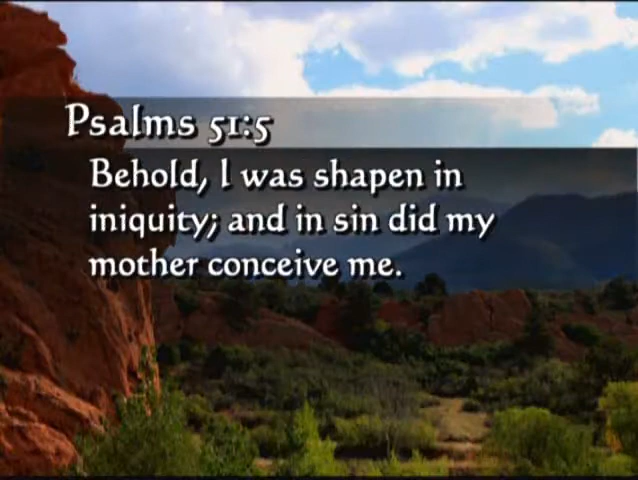 Psalms 51:5
Behold, I was shapen in
iniquity; and in sin did my
mother conceive me.